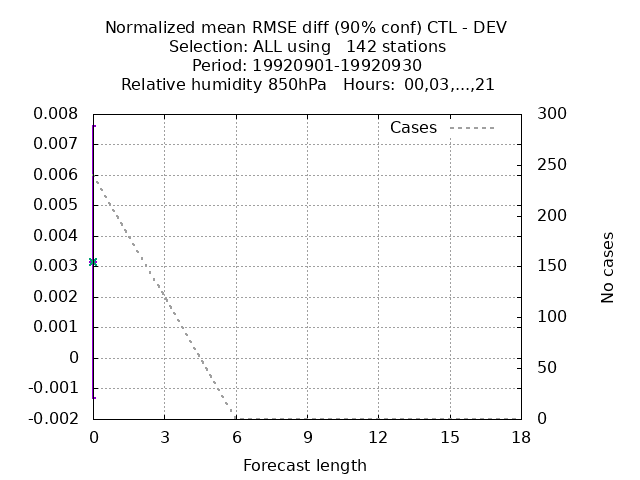 Normalized mean RMSE diff (90% conf) CTL - DEV
Selection: ALL using   142 stations
Period: 19920901-19920930
Relative humidity 850hPa   Hours: 00,03,...,21
Cases
0.008
0.007
0.006
0.005
0.004
0.003
0.002
0.001
0
-0.001
-0.002
300
250
200
150
100
50
0
No cases
0 3 6 9 12 15 18
Forecast length